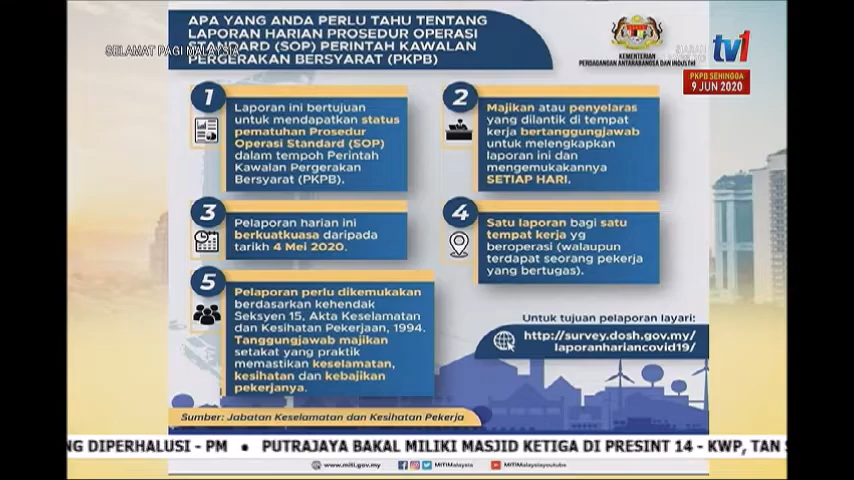 APA YANG ANDA PERLU TAHU TENTANG
LAPORAN HARIAN PROSEDUR OPERASI
STANDARD (SOP) PERINTAH KAWALAN
PERGERAKAN BERSYARAT (PKPB)
SELAMAT PAGI MALAYSIA
KEMENTERIAN
PERDAGANGAN ANTARABANGSA DAN INDUSTRI
tv1
PKPB SEHINGGA
9 JUN 2020
1
Laporan ini bertujuan
untuk mendapatkan status
pematuhan Prosedur
Operasi Standard (SOP)
dalam tempoh Perintah
Kawalan Pergerakan
Bersyarat (PKPB).
2
Majikan atau penyelaras
yang dilantik di tempat
kerja bertanggungjawab
untuk melengkapkan
laporan ini dan
mengemukakannya
SETIAP HARI.
3
Pelaporan harian ini
berkuatkuasa daripada
tarikh 4 Mei 2020.
4
Satu laporan bagi satu
tempat kerja yg
beroperasi (walaupun
terdapat seorang pekerja
yang bertugas).
5
Pelaporan perlu dikemukakan
berdasarkan kehendak
Seksyen 15, Akta Keselamatan
dan Kesihatan Pekerjaan, 1994.
Tanggungjawab majikan
setakat yang praktik
memastikan keselamatan,
kesihatan dan kebajikan
pekerjanya.
Untuk tujuan pelaporan layari:
http://survey.dosh.gov.my/
laporanhariancovid19/
Sumber: Jabatan Keselamatan dan Kesihatan Pekerja
NG DIPERHALUSI - PM • PUTRAJAYA BAKAL MILIKI MASJID KETIGA DI PRESINT 14 - KWP, TAN S
www.miti.gov.my
MITIMalaysia
MITIMalaysiayoutube